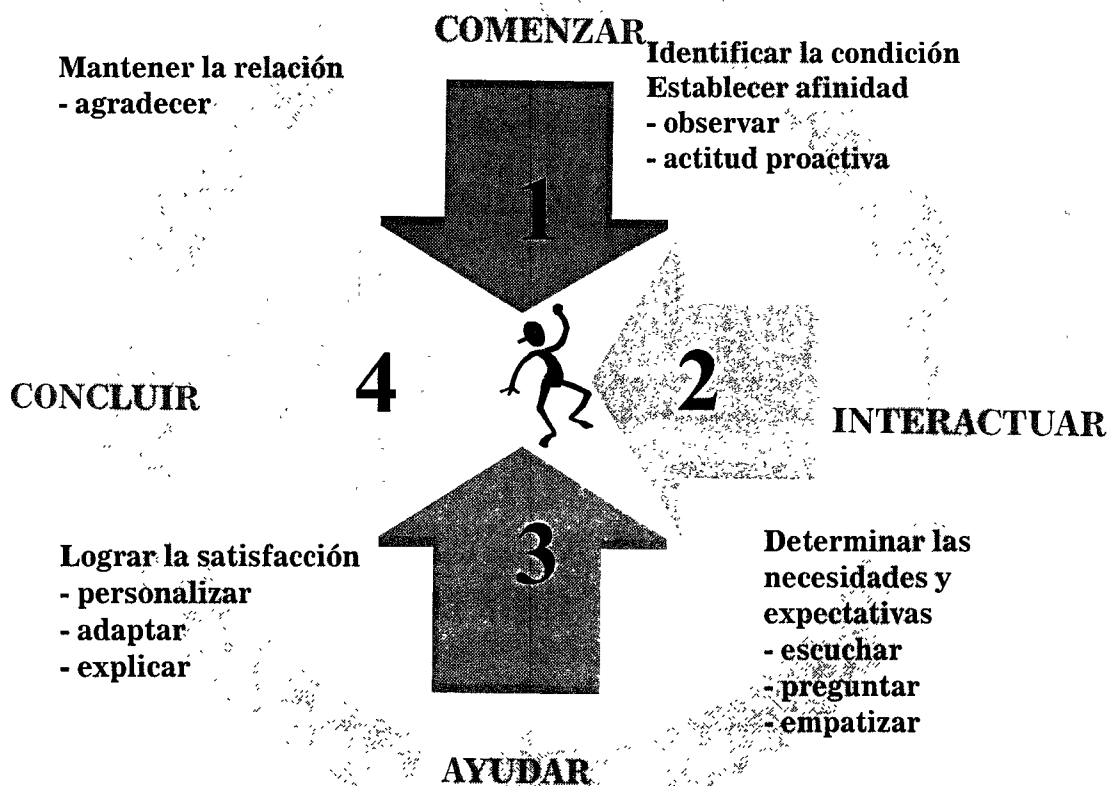 COMENZAR
Identificar la condición
Establecer afinidad
- observar
- actitud proactiva
1
2
INTERACTUAR
Determinar las
necesidades y
expectativas
- escuchar
- preguntar
- empatizar
3
AYUDAR
Lograr la satisfacción
- personalizar
- adaptar
- explicar
4
CONCLUIR
Mantener la relación
- agradecer